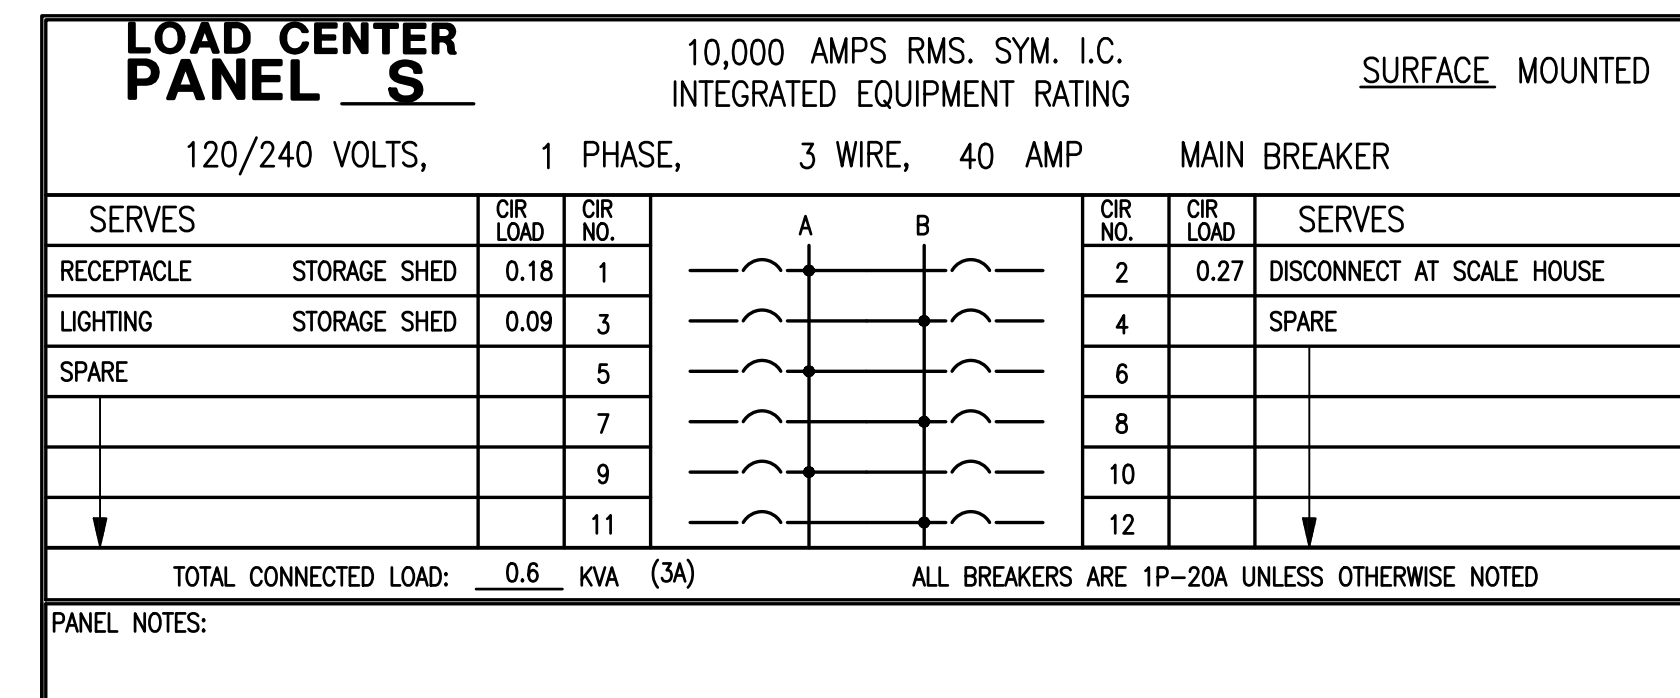 LOAD CENTER
PANEL S
10,000 AMPS RMS. SYM. I.C.
INTEGRATED EQUIPMENT RATING
SURFACE MOUNTED
120/240 VOLTS, 1 PHASE, 3 WIRE, 40 AMP MAIN BREAKER
SERVES CIR LOAD CIR NO. A B CIR NO. CIR LOAD SERVES
RECEPTACLE STORAGE SHED 0.18 1 2 0.27 DISCONNECT AT SCALE HOUSE
LIGHTING STORAGE SHED 0.09 3 4 SPARE
SPARE 5 6
7 8
9 10
11 12
TOTAL CONNECTED LOAD: 0.6 KVA (3A) ALL BREAKERS ARE 1P-20A UNLESS OTHERWISE NOTED
PANEL NOTES: